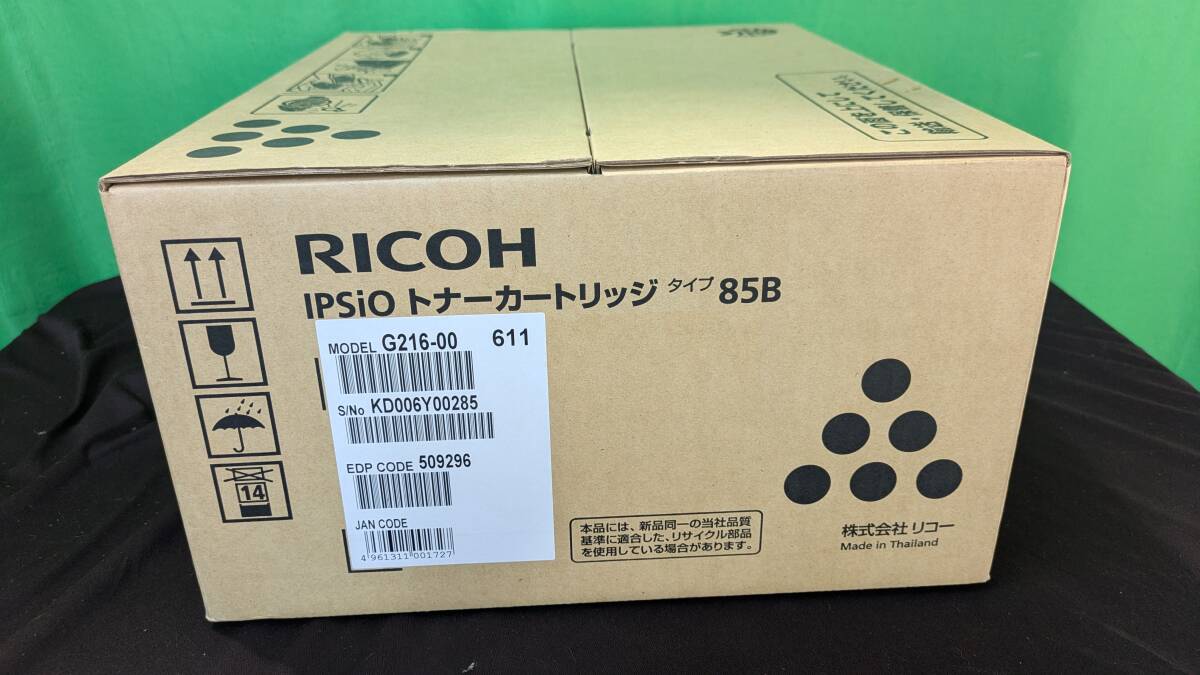 RICOH
IPSiO トナーカートリッジ タイプ 85B
MODEL G216-00 611
S/No KD006Y00285
EDP CODE 509296
JAN CODE
4961311001727
14
本品には、新品同一の当社品質
基準に適合した、リサイクル部品
を使用している場合があります。
株式会社 リコー
Made in Thailand